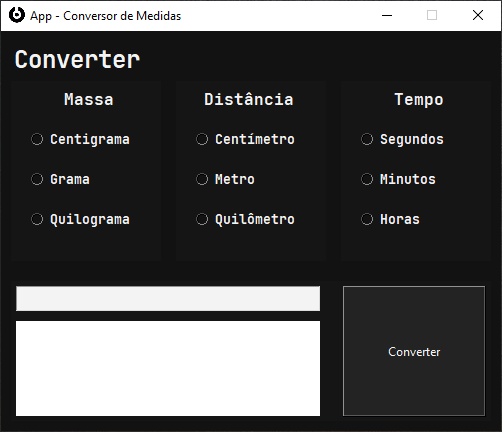 App - Conversor de Medidas
Converter
Massa
Centigrama
Grama
Quilograma
Distância
Centímetro
Metro
Quilômetro
Tempo
Segundos
Minutos
Horas
Converter